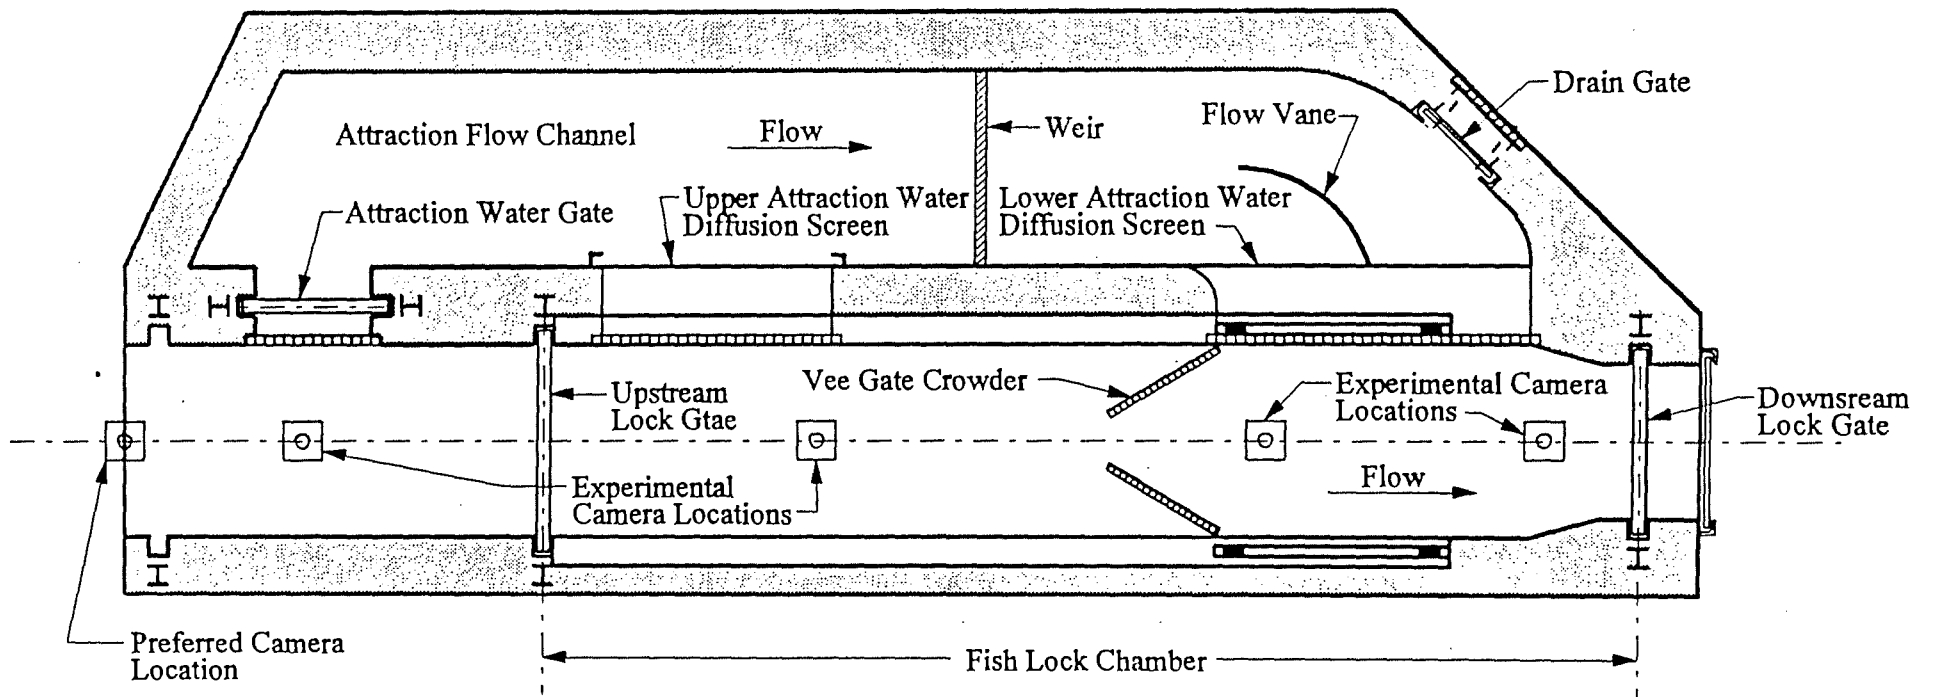 Drain Gate
Flow Vane
Attraction Flow Channel
Flow
Weir
Upper Attraction Water
Diffusion Screen
Lower Attraction Water
Diffusion Screen
Attraction Water Gate
Vee Gate Crowder
Upstream
Lock Gtae
Experimental Camera
Locations
Downsream
Lock Gate
Flow
Experimental
Camera Locations
Preferred Camera
Location
Fish Lock Chamber